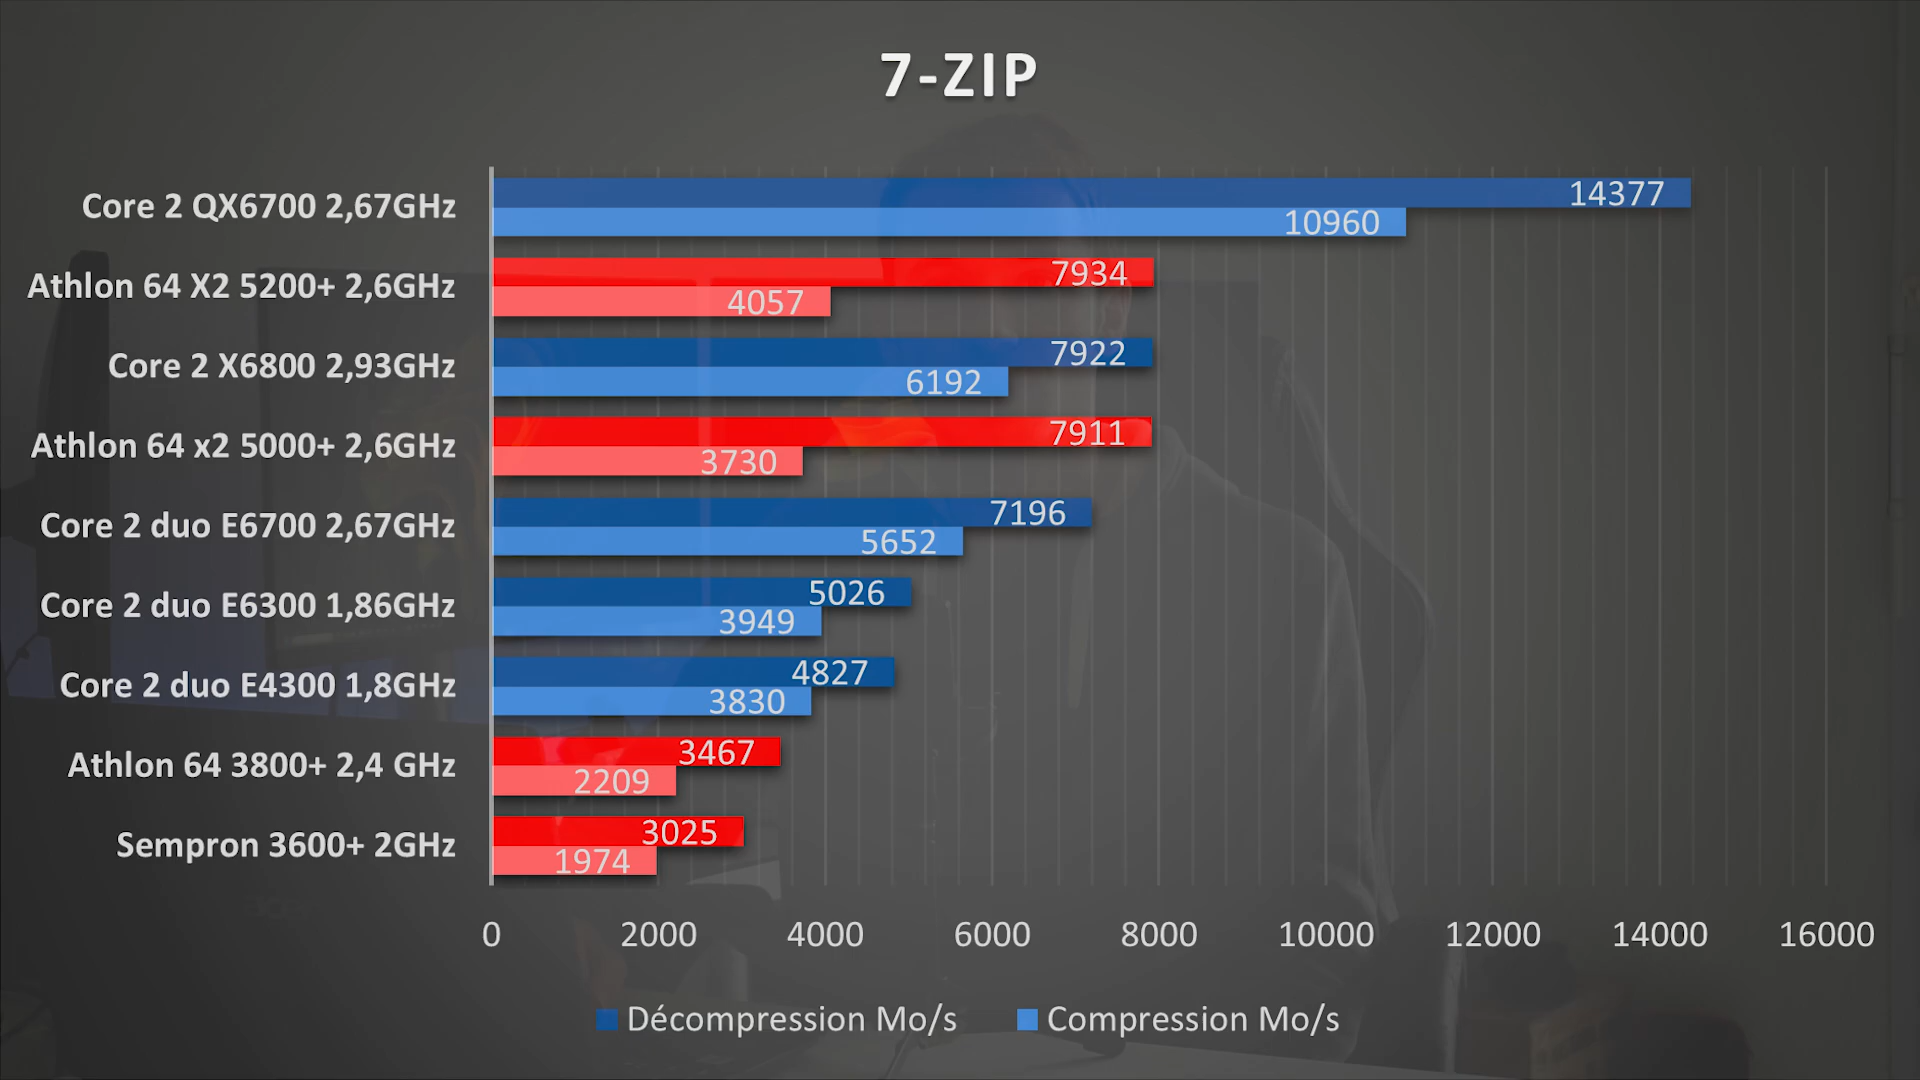 7-ZIP
Core 2 QX6700 2,67GHz
14377
10960
Athlon 64 X2 5200+ 2,6GHz
7934
4057
Core 2 X6800 2,93GHz
7922
6192
Athlon 64 x2 5000+ 2,6GHz
7911
3730
Core 2 duo E6700 2,67GHz
7196
5652
Core 2 duo E6300 1,86GHz
5026
3949
Core 2 duo E4300 1,8GHz
4827
3830
Athlon 64 3800+ 2,4 GHz
3467
2209
Sempron 3600+ 2GHz
3025
1974
0 2000 4000 6000 8000 10000 12000 14000 16000
Décompression Mo/s Compression Mo/s